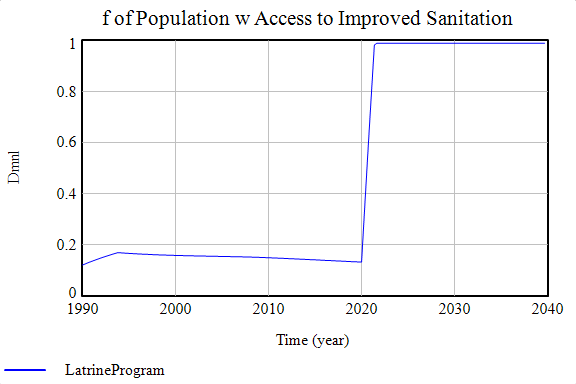 f of Population w Access to Improved Sanitation
1
0.8
0.6
0.4
0.2
0
Dmnl
1990 2000 2010 2020 2030 2040
Time (year)
LatrineProgram